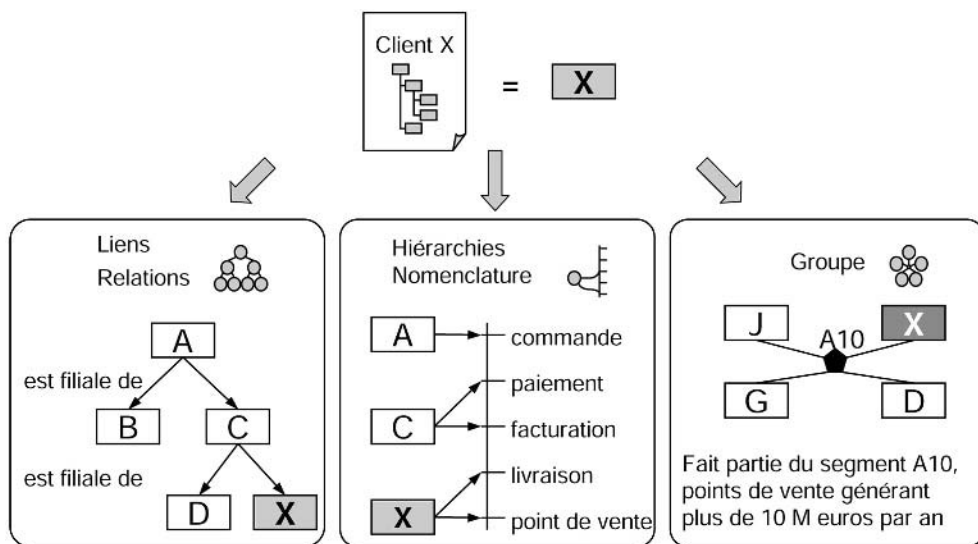 Client X
=
X
Liens
Relations
A
est filiale de
B
C
est filiale de
D
X
Hiérarchies
Nomenclature
A
commande
paiement
C
facturation
livraison
X
point de vente
Groupe
J
X
A10
G
D
Fait partie du segment A10,
points de vente générant
plus de 10 M euros par an